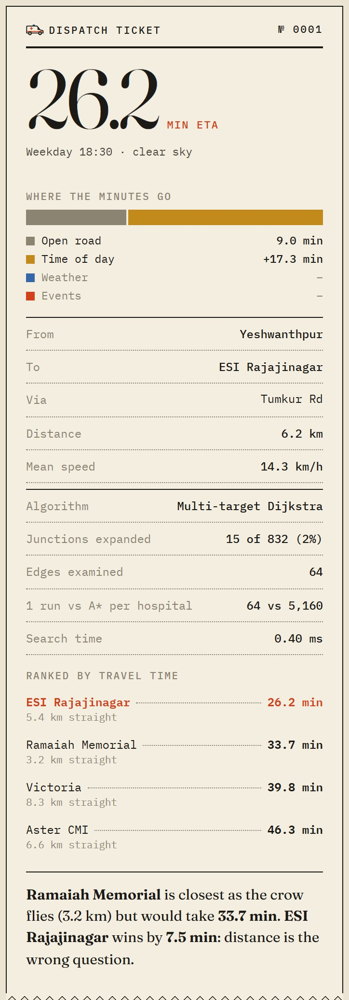 DISPATCH TICKET № 0001
26.2 MIN ETA
Weekday 18:30 · clear sky
WHERE THE MINUTES GO
Open road 9.0 min
Time of day +17.3 min
Weather –
Events –
From Yeshwanthpur
To ESI Rajajinagar
Via Tumkur Rd
Distance 6.2 km
Mean speed 14.3 km/h
Algorithm Multi-target Dijkstra
Junctions expanded 15 of 832 (2%)
Edges examined 64
1 run vs A* per hospital 64 vs 5,160
Search time 0.40 ms
RANKED BY TRAVEL TIME
ESI Rajajinagar 26.2 min
5.4 km straight
Ramaiah Memorial 33.7 min
3.2 km straight
Victoria 39.8 min
8.3 km straight
Aster CMI 46.3 min
6.6 km straight
Ramaiah Memorial is closest as the crow
flies (3.2 km) but would take 33.7 min. ESI
Rajajinagar wins by 7.5 min: distance is the
wrong question.